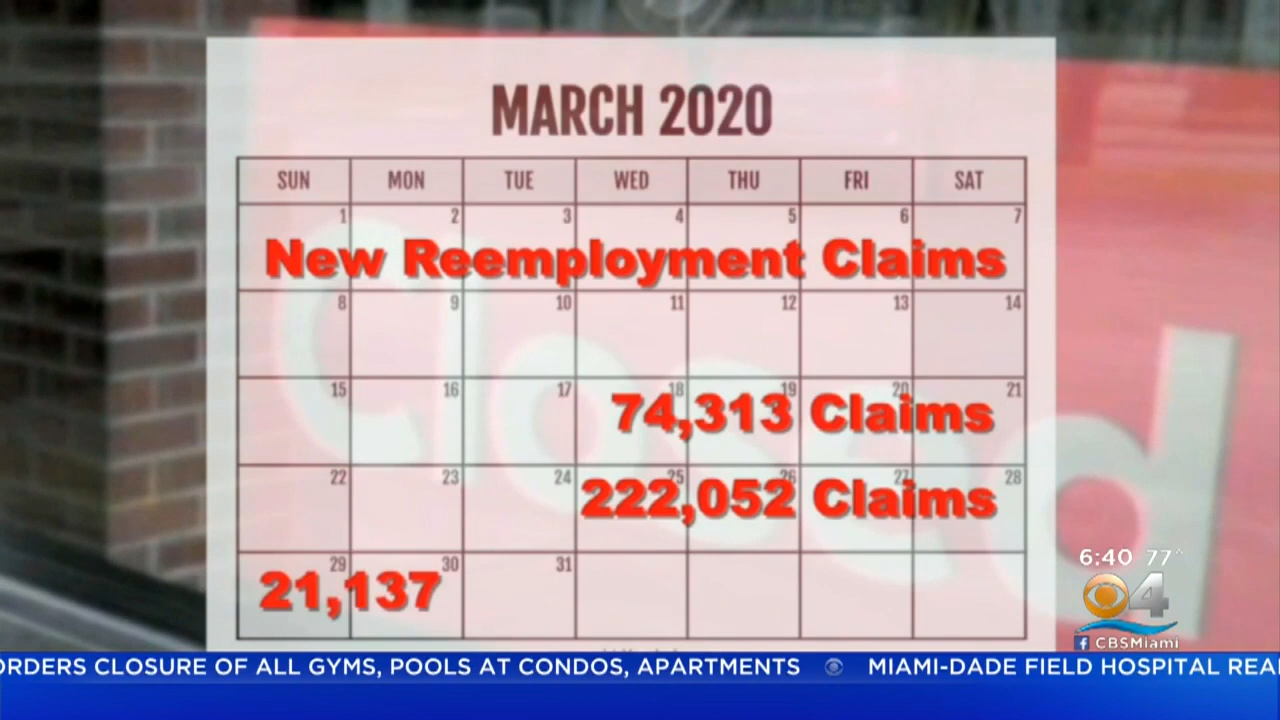 MARCH 2020
SUN MON TUE WED THU FRI SAT
1 2 3 4 5 6 7
New Reemployment Claims
8 9 10 11 12 13 14
15 16 17 18 19 20 21
74,313 Claims
22 23 24 25 26 27 28
222,052 Claims
29 30 31
21,137
Closed
6:40 77°
4
CBSMiami
ORDERS CLOSURE OF ALL GYMS, POOLS AT CONDOS, APARTMENTS MIAMI-DADE FIELD HOSPITAL